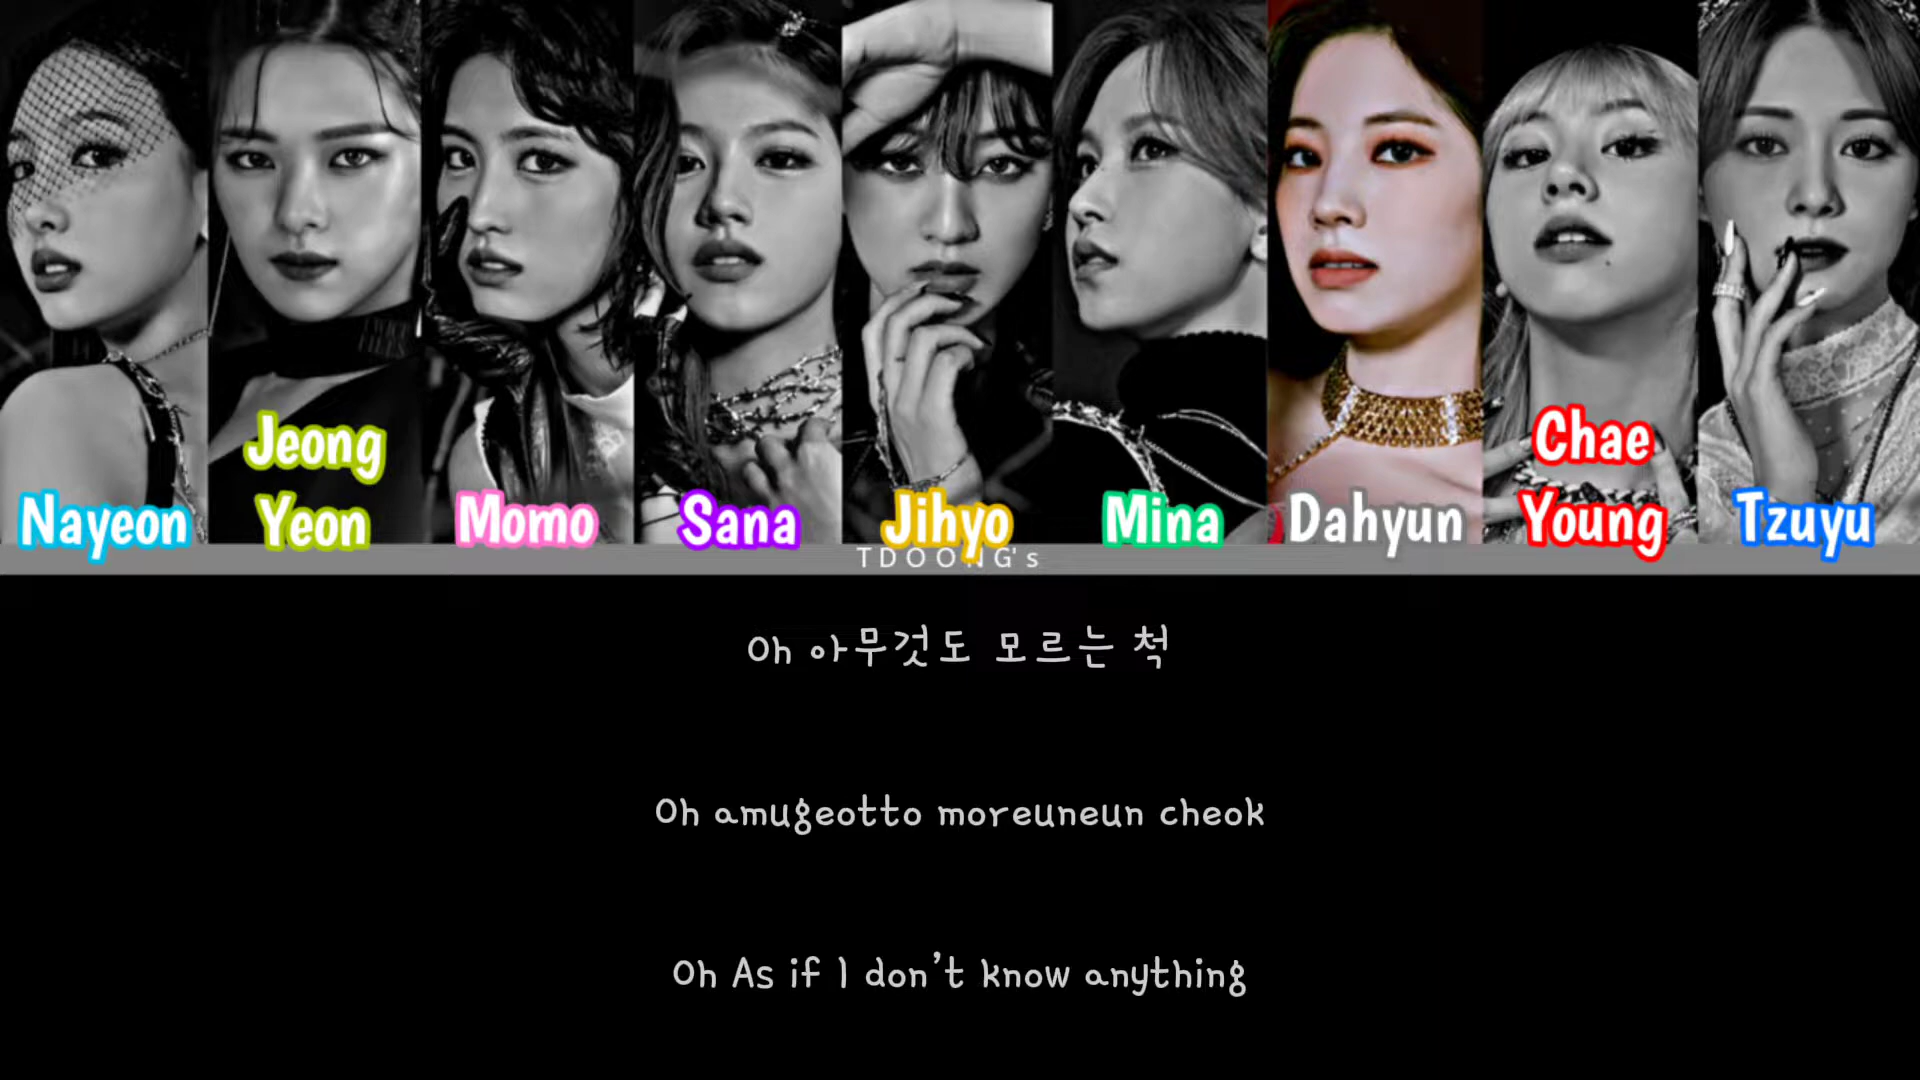 Nayeon
Jeong
Yeon
Momo
Sana
Jihyo
Mina
Dahyun
Chae
Young
Tzuyu
TDOONG's
Oh 아무것도 모르는 척
Oh amugeotto moreuneun cheok
Oh As if I don't know anything